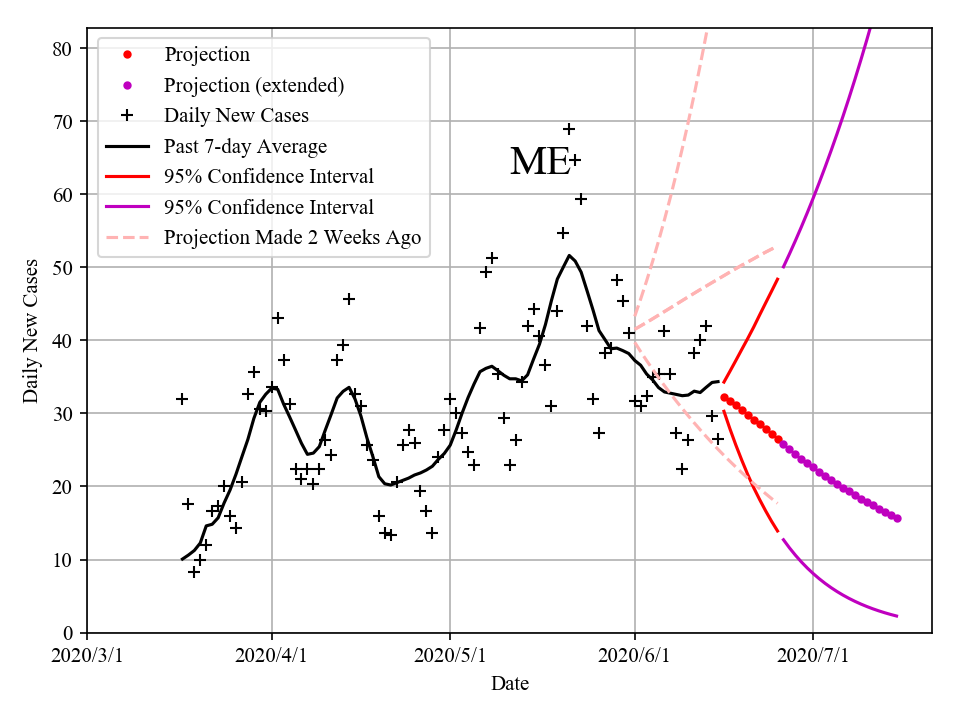 80
70
60
50
40
30
20
10
0
Daily New Cases
Projection
Projection (extended)
Daily New Cases
Past 7-day Average
95% Confidence Interval
95% Confidence Interval
Projection Made 2 Weeks Ago
ME
2020/3/1 2020/4/1 2020/5/1 2020/6/1 2020/7/1
Date